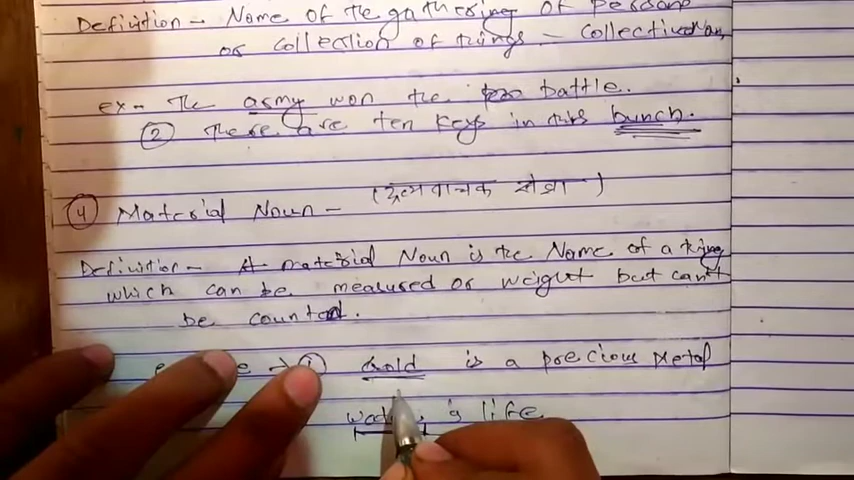 Definition - Name of the gathering of Persons
or collection of things - Collective Noun,
ex- The army won the battle.
② There are ten keys in this bunch.
④ Material Noun - (द्रव्यवाचक संज्ञा)
Definition - A material Noun is the Name of a thing
which can be measured or weight but can't
be counted.
① Gold is a precious Metal
is life